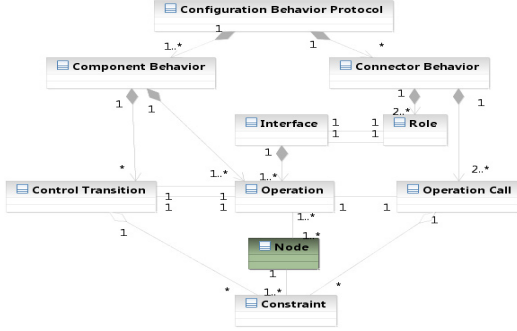 Configuration Behavior Protocol
1 1
1..* *
Component Behavior Connector Behavior
1 1 1 1
2..*
Interface 1 1 Role
1 1
1
* 1..* 1..* 2..*
Control Transition 1 Operation Operation Call
1 1 1 1 1
1..*
1 1..* 1
Node
1
* 1..* *
Constraint